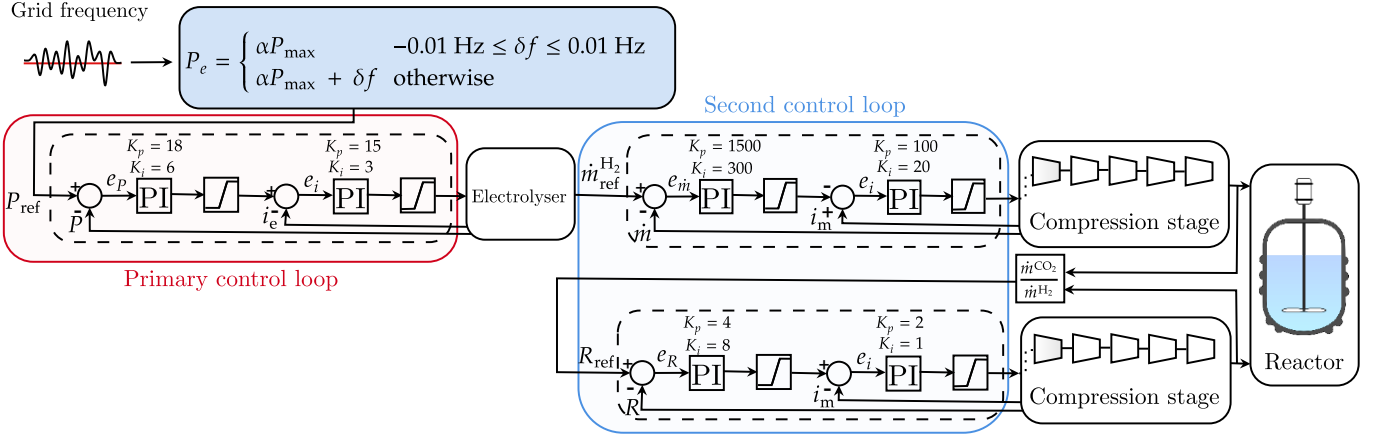 Grid frequency
P_e = { αP_max −0.01 Hz ≤ δf ≤ 0.01 Hz
αP_max + δf otherwise
Second control loop
K_p = 18
K_i = 6
K_p = 15
K_i = 3
P_ref
+
-
P
e_P
PI
+
-
i_e
e_i
PI
Electrolyser
Primary control loop
ṁ_ref^H₂
K_p = 1500
K_i = 300
K_p = 100
K_i = 20
+
-
ṁ
e_ṁ
PI
-
+
i_m
e_i
PI
Compression stage
ṁ^CO₂
ṁ^H₂
K_p = 4
K_i = 8
K_p = 2
K_i = 1
R_ref
+
-
R
e_R
PI
+
-
i_m
e_i
PI
Compression stage
Reactor